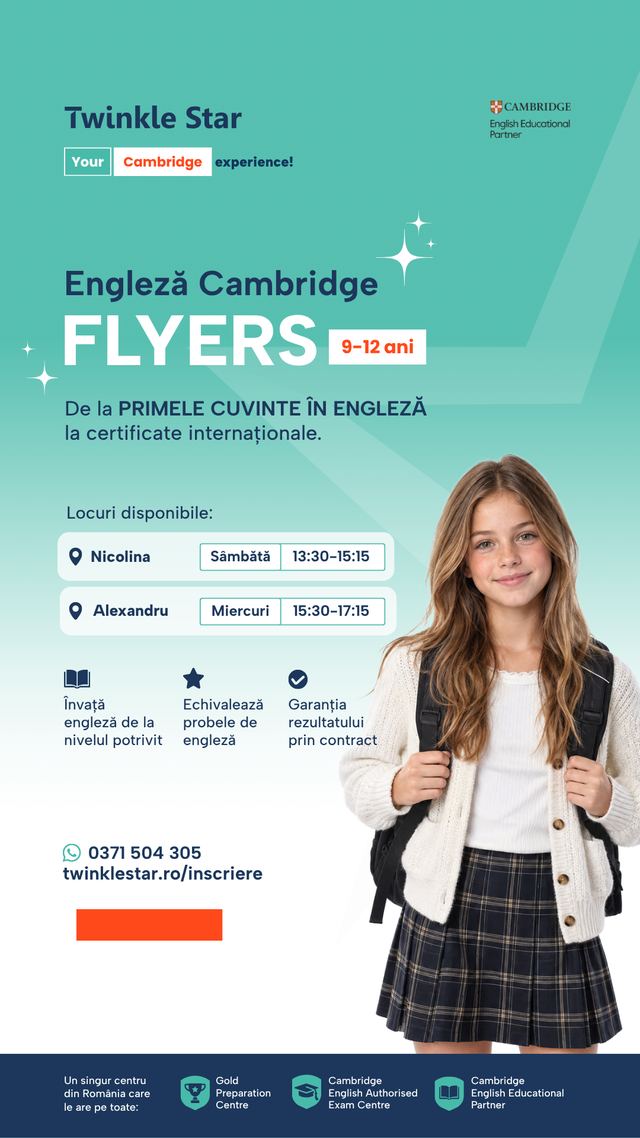 Twinkle Star
Your Cambridge experience!
CAMBRIDGE
English Educational
Partner
Engleză Cambridge
FLYERS 9-12 ani
De la PRIMELE CUVINTE ÎN ENGLEZĂ
la certificate internaționale.
Locuri disponibile:
Nicolina Sâmbătă 13:30-15:15
Alexandru Miercuri 15:30-17:15
Învață
engleză de la
nivelul potrivit
Echivalează
probele de
engleză
Garanția
rezultatului
prin contract
0371 504 305
twinklestar.ro/inscriere
Un singur centru
din România care
le are pe toate:
Gold
Preparation
Centre
Cambridge
English Authorised
Exam Centre
Cambridge
English Educational
Partner